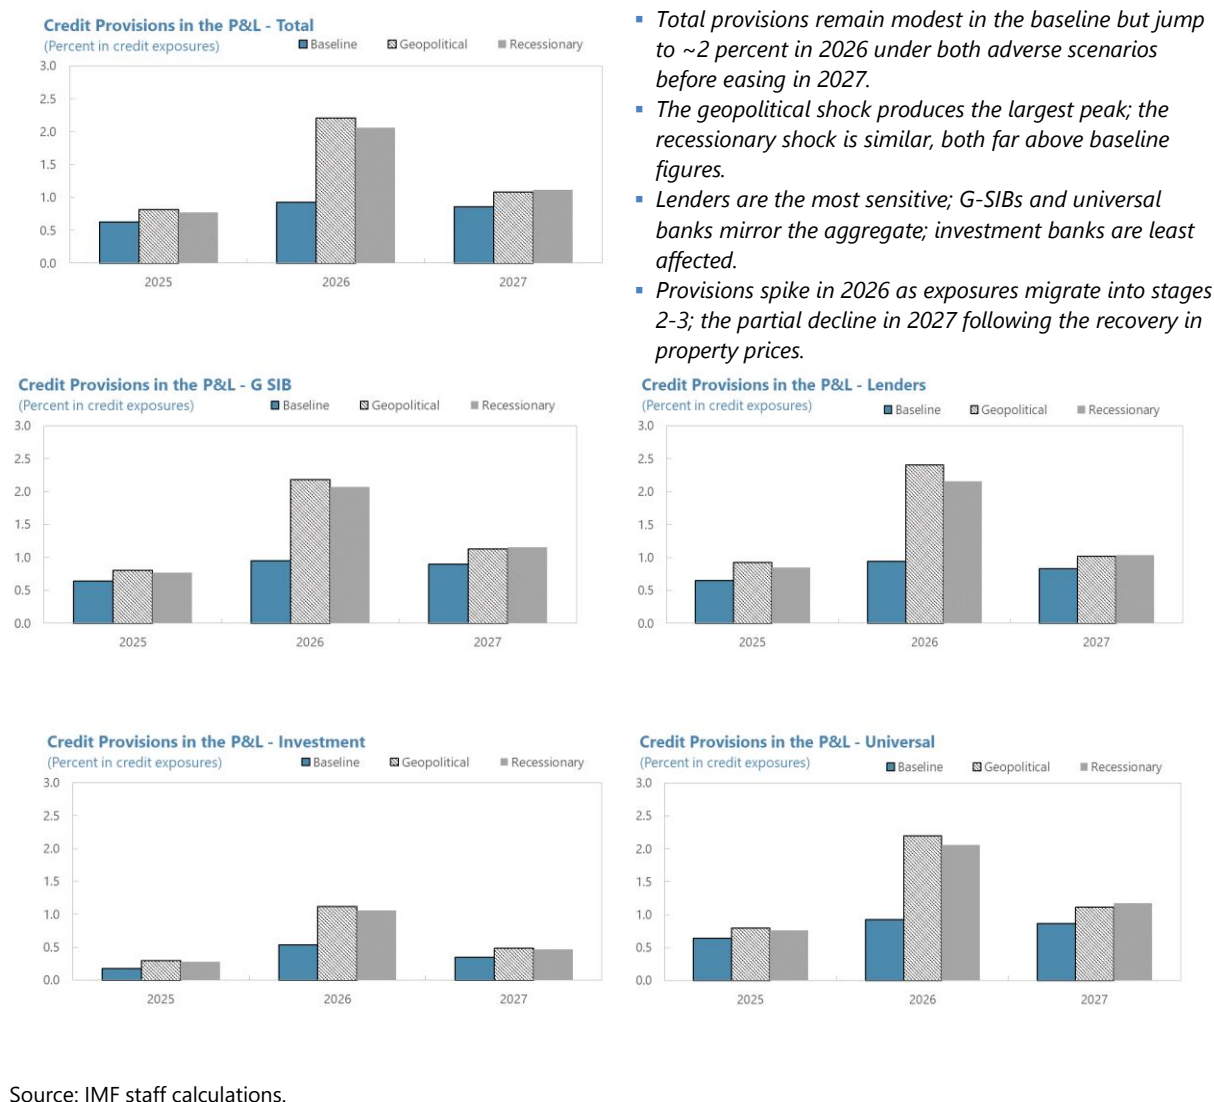 Credit Provisions in the P&L - Total
(Percent in credit exposures)
Baseline Geopolitical Recessionary
3.0
2.5
2.0
1.5
1.0
0.5
0.0
2025 2026 2027
▪ Total provisions remain modest in the baseline but jump
to ~2 percent in 2026 under both adverse scenarios
before easing in 2027.
▪ The geopolitical shock produces the largest peak; the
recessionary shock is similar, both far above baseline
figures.
▪ Lenders are the most sensitive; G-SIBs and universal
banks mirror the aggregate; investment banks are least
affected.
▪ Provisions spike in 2026 as exposures migrate into stages
2-3; the partial decline in 2027 following the recovery in
property prices.
Credit Provisions in the P&L - G SIB
(Percent in credit exposures)
Baseline Geopolitical Recessionary
3.0
2.5
2.0
1.5
1.0
0.5
0.0
2025 2026 2027
Credit Provisions in the P&L - Lenders
(Percent in credit exposures)
Baseline Geopolitical Recessionary
3.0
2.5
2.0
1.5
1.0
0.5
0.0
2025 2026 2027
Credit Provisions in the P&L - Investment
(Percent in credit exposures)
Baseline Geopolitical Recessionary
3.0
2.5
2.0
1.5
1.0
0.5
0.0
2025 2026 2027
Credit Provisions in the P&L - Universal
(Percent in credit exposures)
Baseline Geopolitical Recessionary
3.0
2.5
2.0
1.5
1.0
0.5
0.0
2025 2026 2027
Source: IMF staff calculations.